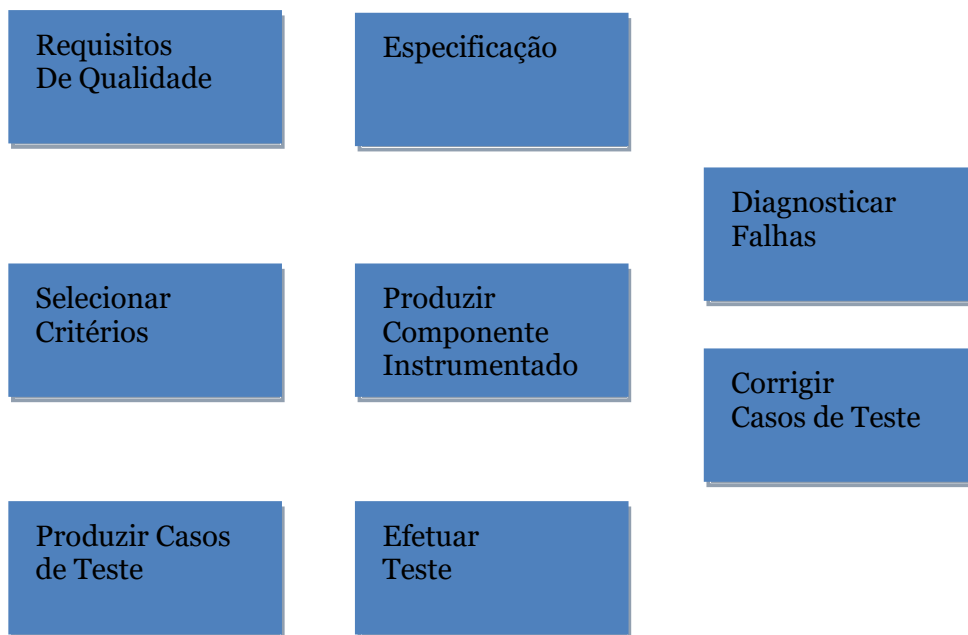 Requisitos
De Qualidade
Especificação
Diagnosticar
Falhas
Selecionar
Critérios
Produzir
Componente
Instrumentado
Corrigir
Casos de Teste
Produzir Casos
de Teste
Efetuar
Teste